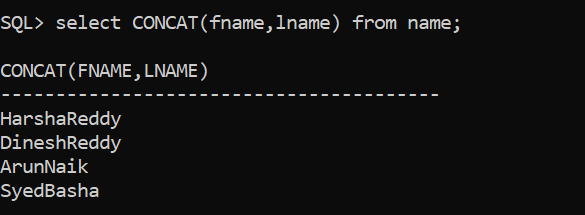 SQL> select CONCAT(fname,lname) from name;
CONCAT(FNAME,LNAME)
----------------------------------------
HarshaReddy
DineshReddy
ArunNaik
SyedBasha